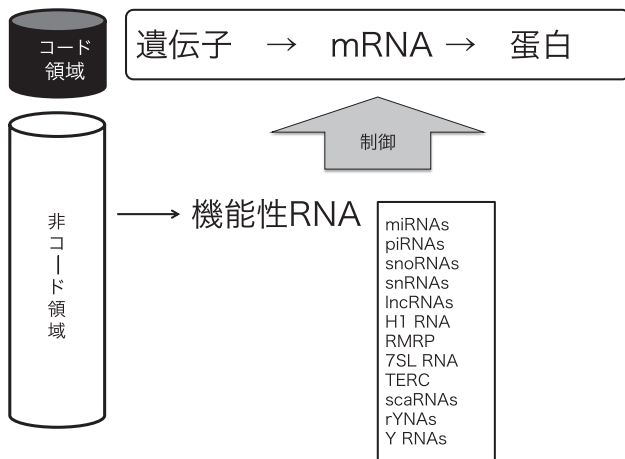 コード
領域
遺伝子 → mRNA → 蛋白
制御
非コード領域
機能性RNA
miRNAs
piRNAs
snoRNAs
snRNAs
lncRNAs
H1 RNA
RMRP
7SL RNA
TERC
scaRNAs
rYNAs
Y RNAs